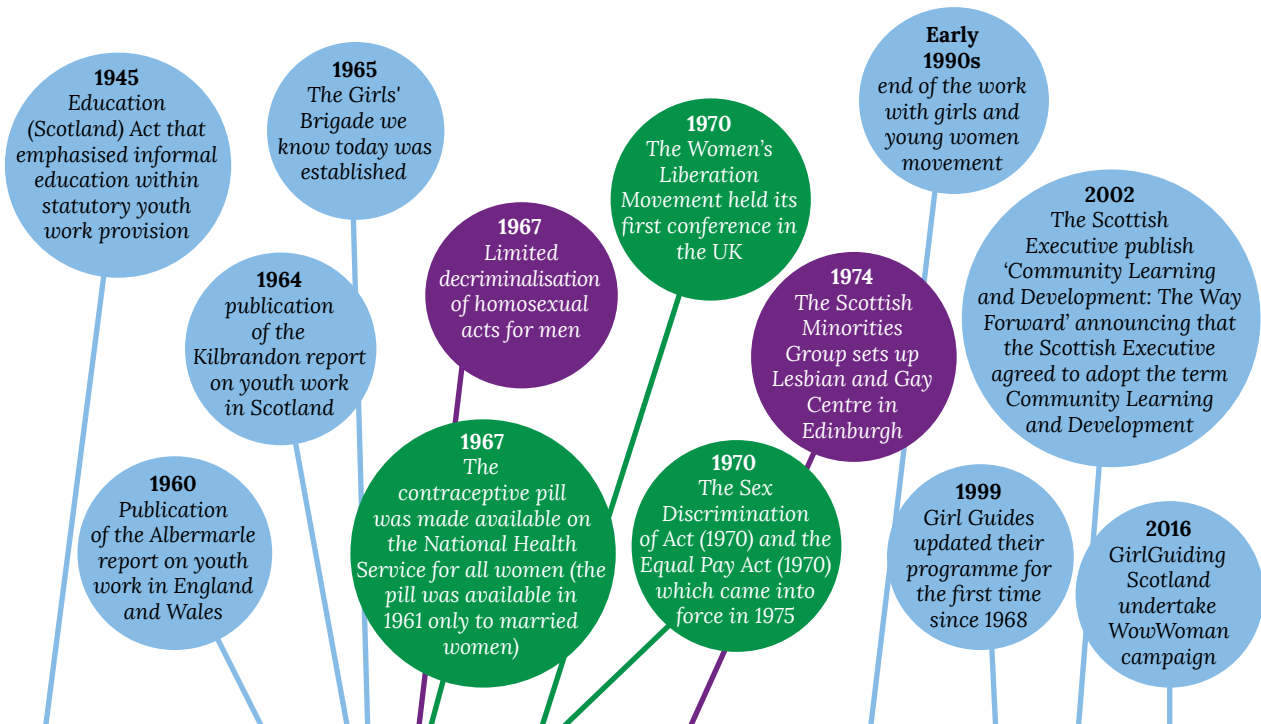 1945
Education
(Scotland) Act that
emphasised informal
education within
statutory youth
work provision
1965
The Girls'
Brigade we
know today was
established
1964
publication
of the
Kilbrandon report
on youth work
in Scotland
1960
Publication
of the Albermarle
report on youth
work in England
and Wales
1967
Limited
decriminalisation
of homosexual
acts for men
1967
The
contraceptive pill
was made available on
the National Health
Service for all women (the
pill was available in
1961 only to married
women)
1970
The Women’s
Liberation
Movement held its
first conference in
the UK
1970
The Sex
Discrimination
of Act (1970) and the
Equal Pay Act (1970)
which came into
force in 1975
1974
The Scottish
Minorities
Group sets up
Lesbian and Gay
Centre in
Edinburgh
Early
1990s
end of the work
with girls and
young women
movement
1999
Girl Guides
updated their
programme for
the first time
since 1968
2002
The Scottish
Executive publish
‘Community Learning
and Development: The Way
Forward’ announcing that
the Scottish Executive
agreed to adopt the term
Community Learning
and Development
2016
GirlGuiding
Scotland
undertake
WowWoman
campaign